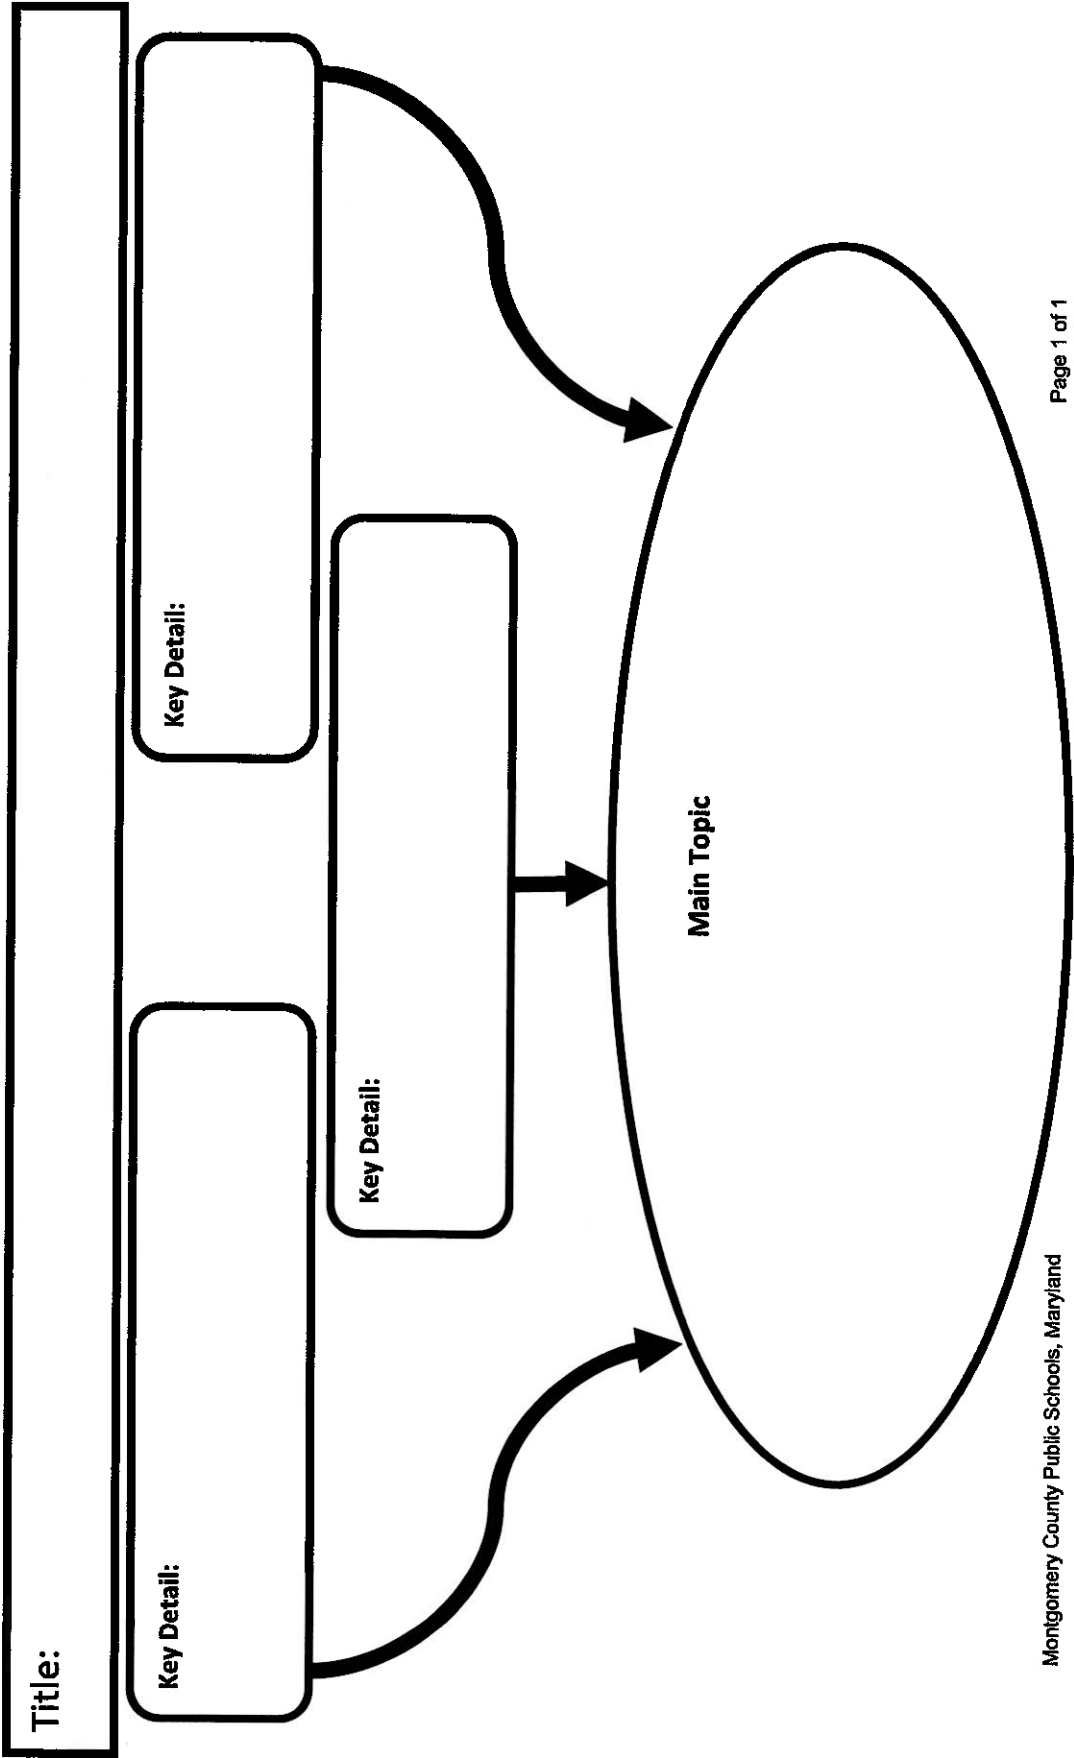 Title:
Key Detail:
Key Detail:
Key Detail:
Main Topic
Montgomery County Public Schools, Maryland
Page 1 of 1